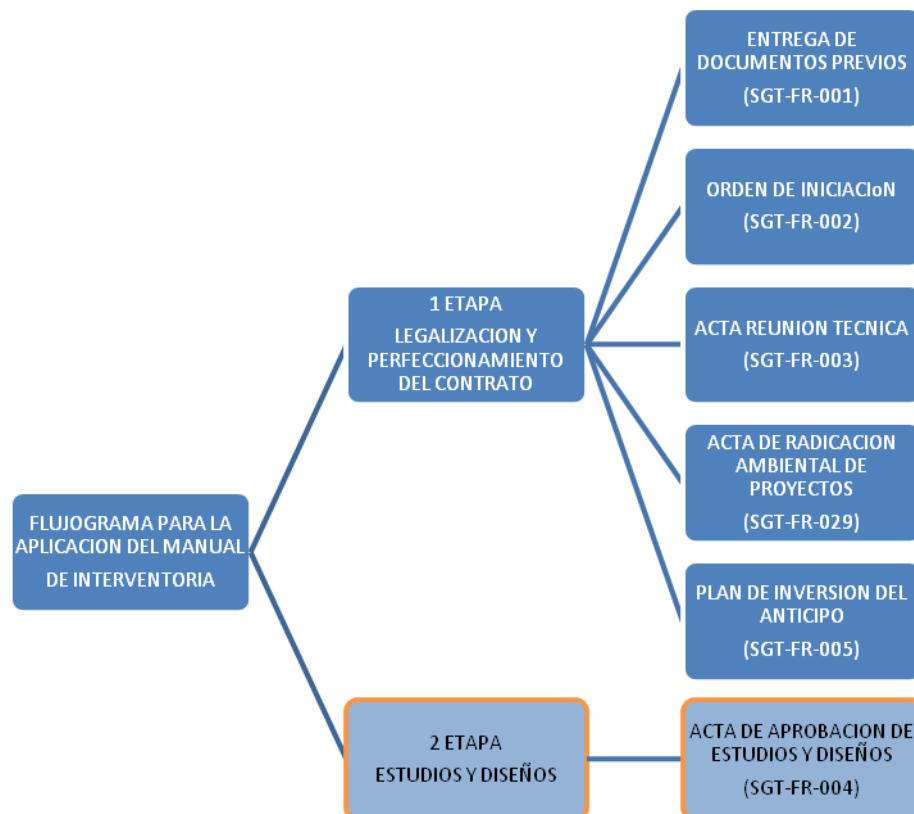 FLUJOGRAMA PARA LA
APLICACION DEL MANUAL
DE INTERVENTORIA
1 ETAPA
LEGALIZACION Y
PERFECCIONAMIENTO
DEL CONTRATO
ENTREGA DE
DOCUMENTOS PREVIOS
(SGT-FR-001)
ORDEN DE INICIACIoN
(SGT-FR-002)
ACTA REUNION TECNICA
(SGT-FR-003)
ACTA DE RADICACION
AMBIENTAL DE
PROYECTOS
(SGT-FR-029)
PLAN DE INVERSION DEL
ANTICIPO
(SGT-FR-005)
2 ETAPA
ESTUDIOS Y DISEÑOS
ACTA DE APROBACION DE
ESTUDIOS Y DISEÑOS
(SGT-FR-004)